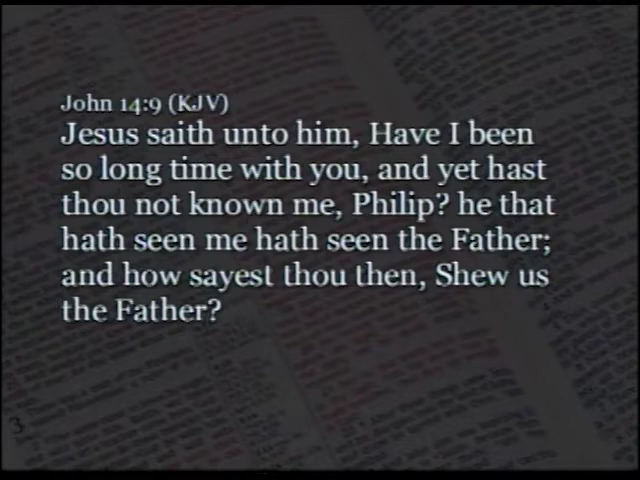 John 14:9 (KJV)
Jesus saith unto him, Have I been
so long time with you, and yet hast
thou not known me, Philip? he that
hath seen me hath seen the Father;
and how sayest thou then, Shew us
the Father?
3